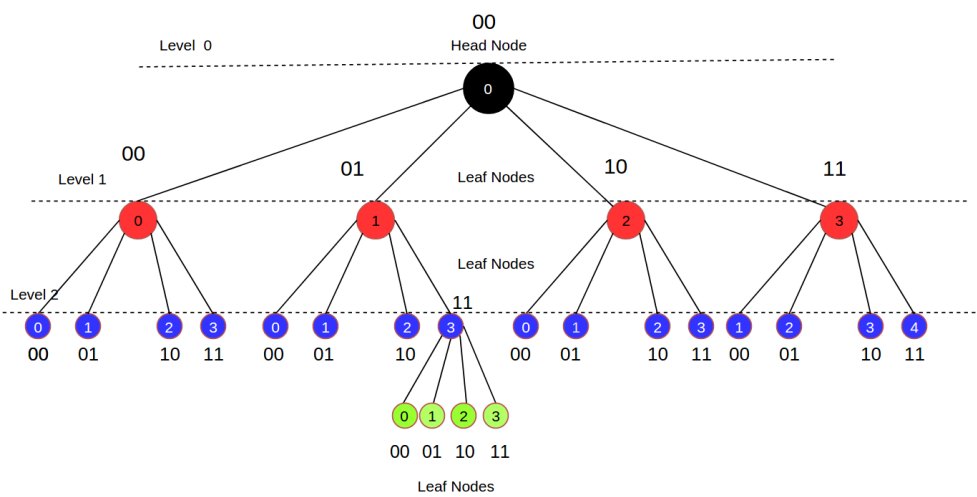 00
Level 0
Head Node
0
00
01
10
11
Level 1
Leaf Nodes
0
1
2
3
Leaf Nodes
Level 2
11
0 1 2 3 0 1 2 3 0 1 2 3 1 2 3 4
00 01 10 11 00 01 10 00 01 10 11 00 01 10 11
0 1 2 3
00 01 10 11
Leaf Nodes